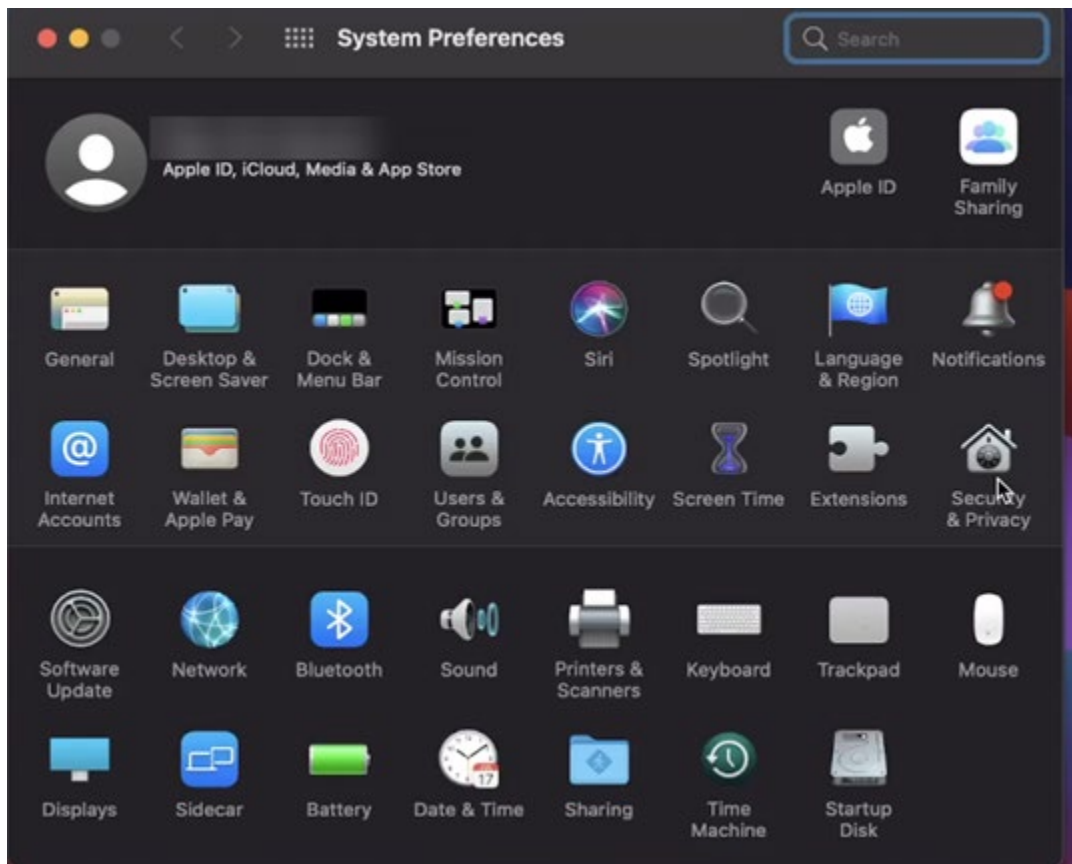 System Preferences
Search
Apple ID, iCloud, Media & App Store
Apple ID
Family
Sharing
General
Desktop &
Screen Saver
Dock &
Menu Bar
Mission
Control
Siri
Spotlight
Language
& Region
Notifications
Internet
Accounts
Wallet &
Apple Pay
Touch ID
Users &
Groups
Accessibility
Screen Time
Extensions
Security
& Privacy
Software
Update
Network
Bluetooth
Sound
Printers &
Scanners
Keyboard
Trackpad
Mouse
Displays
Sidecar
Battery
17
Date & Time
Sharing
Time
Machine
Startup
Disk